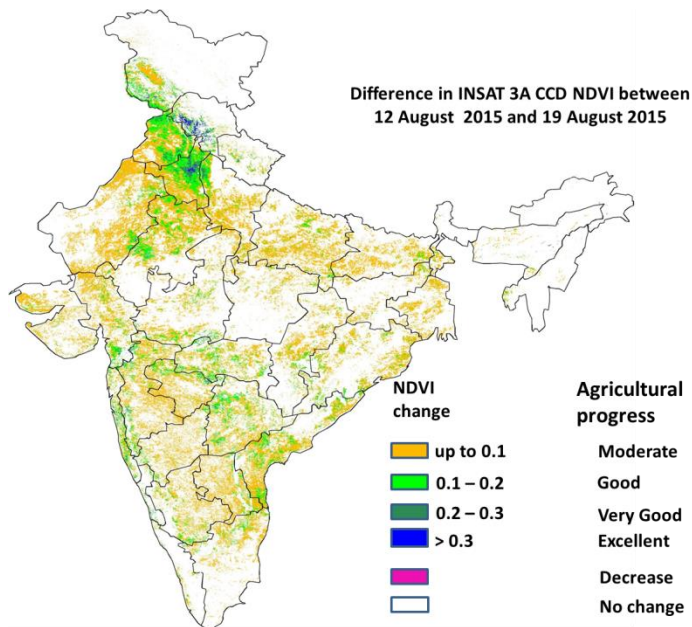 Difference in INSAT 3A CCD NDVI between
12 August 2015 and 19 August 2015
NDVI change
Agricultural progress
up to 0.1 Moderate
0.1 – 0.2 Good
0.2 – 0.3 Very Good
> 0.3 Excellent
Decrease
No change